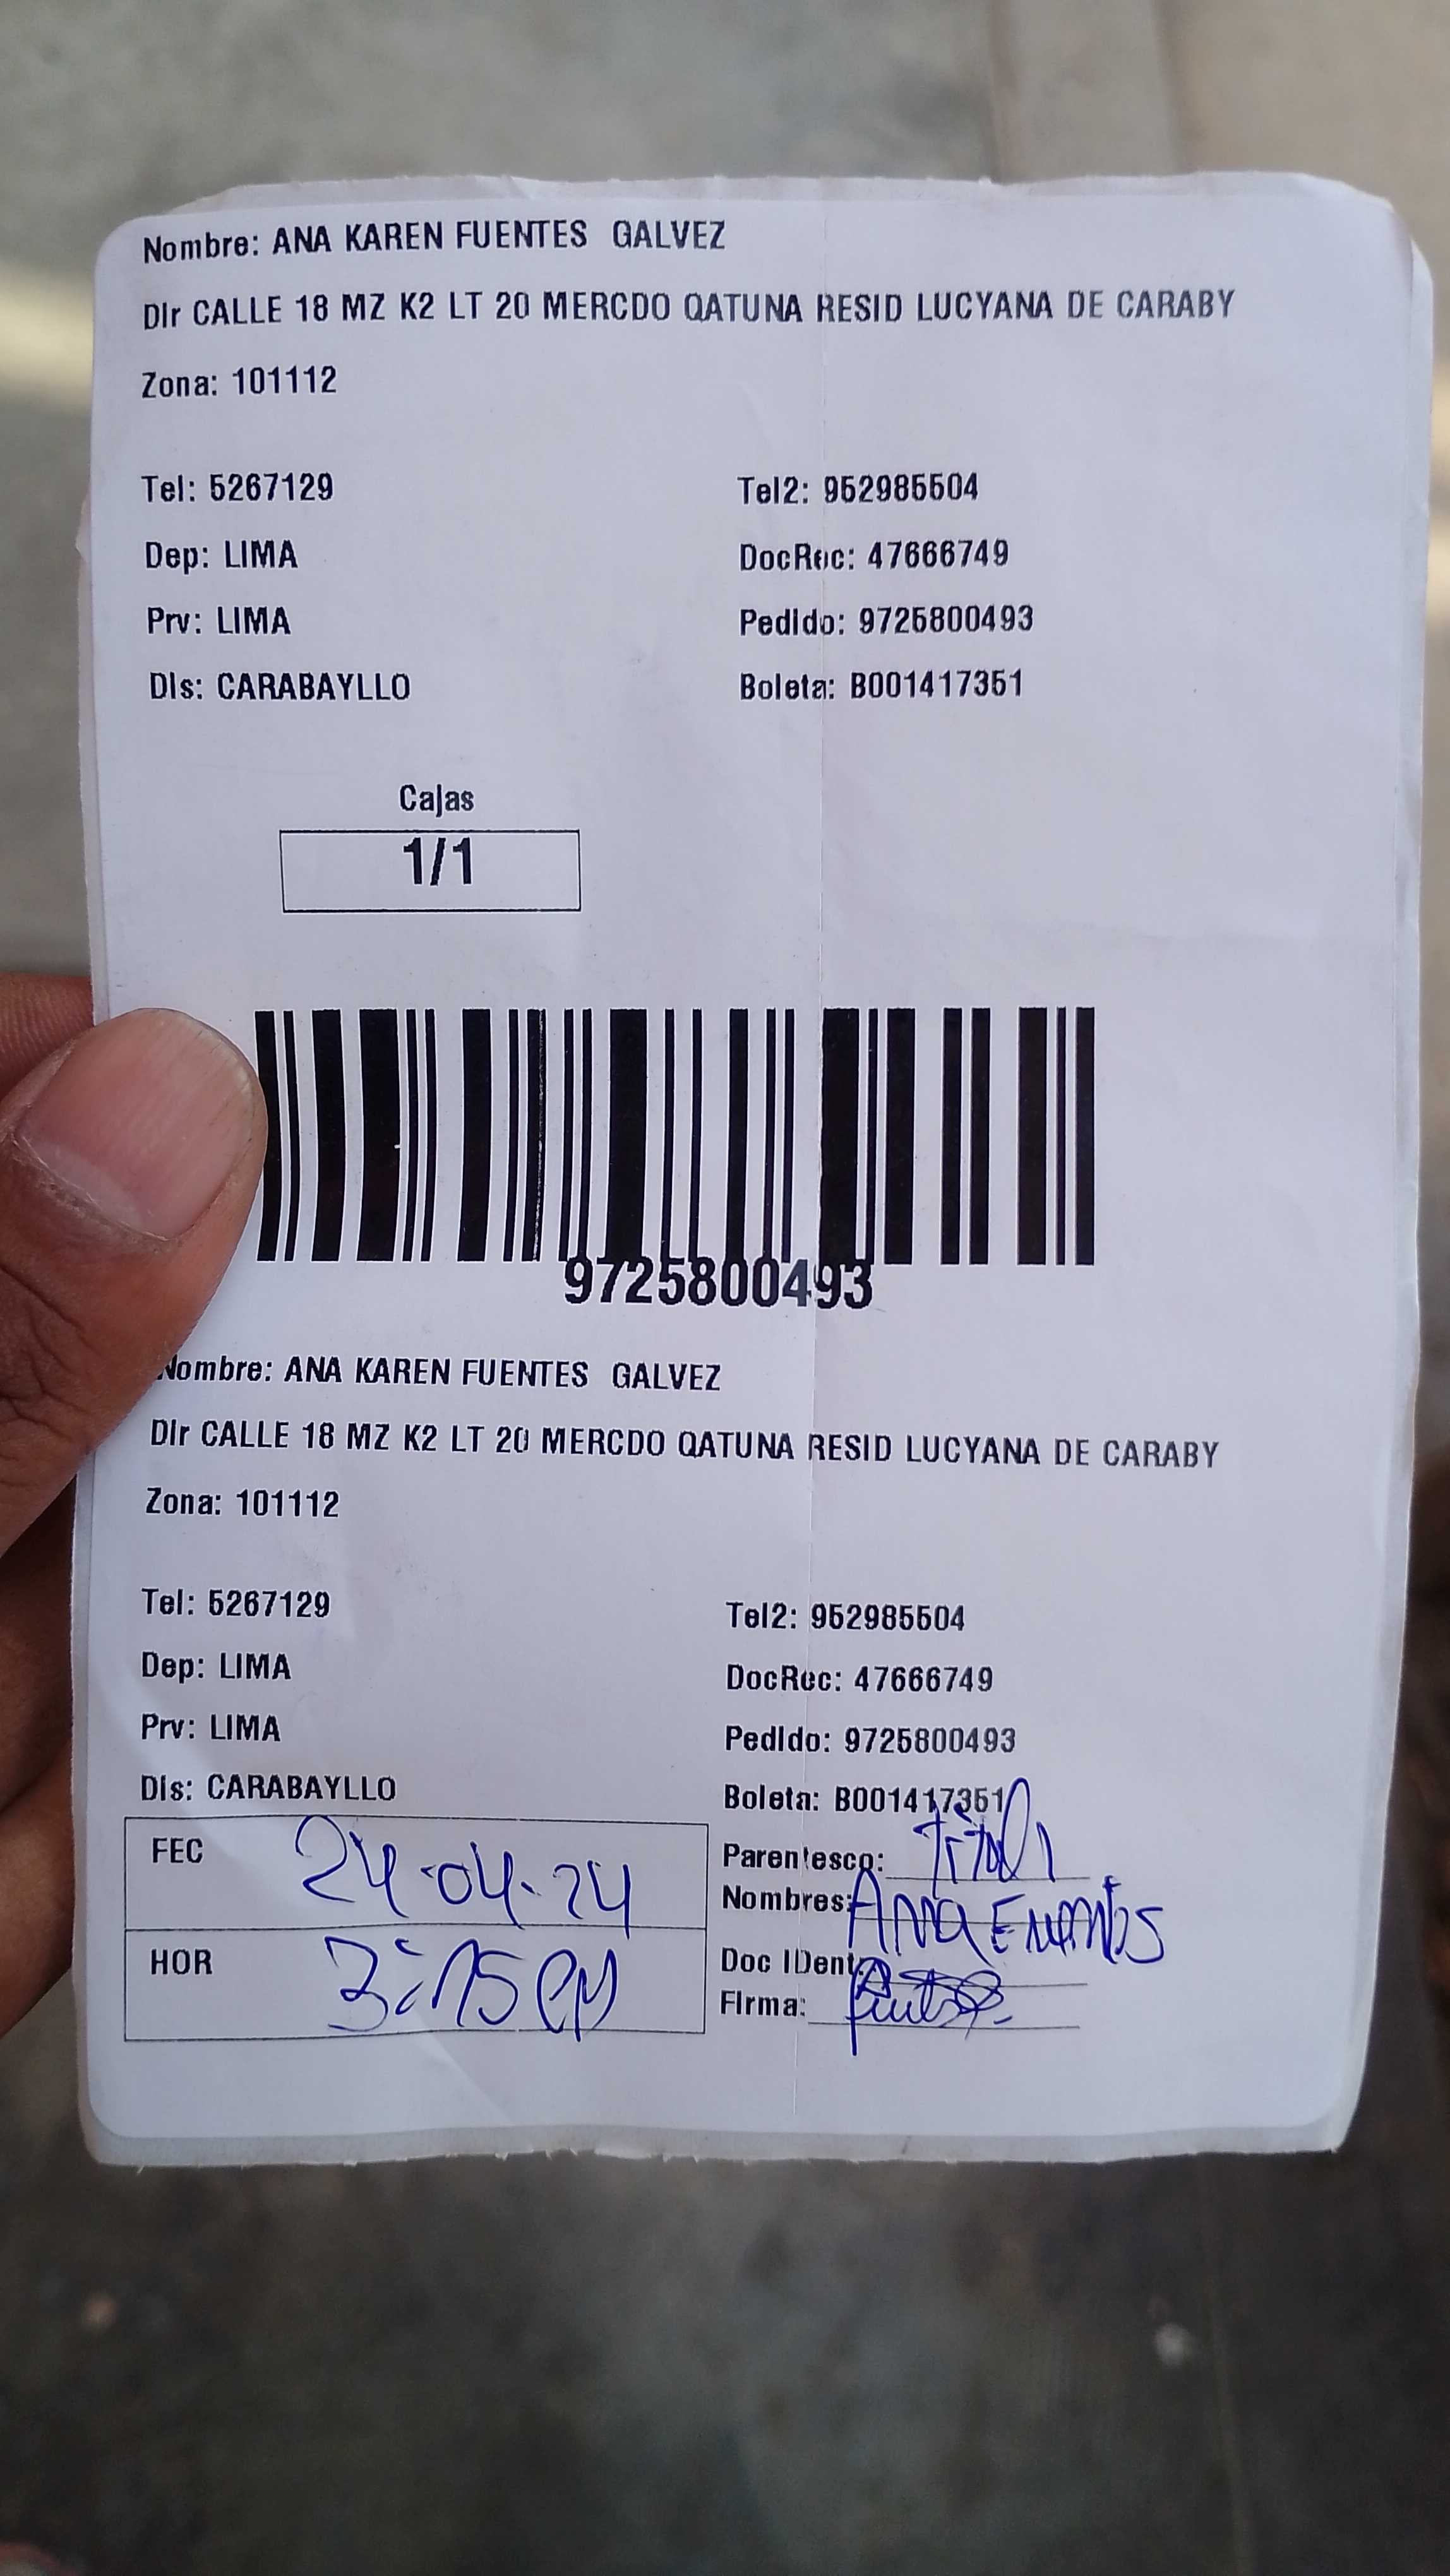 Nombre: ANA KAREN FUENTES GALVEZ
Dir CALLE 18 MZ K2 LT 20 MERCDO QATUNA RESID LUCYANA DE CARABY
Zona: 101112
Tel: 5267129 Tel2: 952985504
Dep: LIMA DocRec: 47666749
Prv: LIMA Pedido: 9725800493
Dis: CARABAYLLO Boleta: B001417351
Cajas
1/1
9725800493
Nombre: ANA KAREN FUENTES GALVEZ
Dir CALLE 18 MZ K2 LT 20 MERCDO QATUNA RESID LUCYANA DE CARABY
Zona: 101112
Tel: 5267129 Tel2: 952985504
Dep: LIMA DocRec: 47666749
Prv: LIMA Pedido: 9725800493
Dis: CARABAYLLO Boleta: B001417351
FEC 24-04-24 Parentesco:
Nombres: Ana Fuentes
HOR 3:15 PM Doc IDent:
Firma: